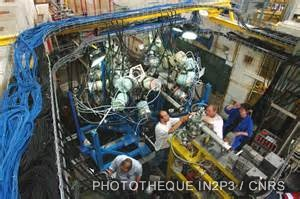 PHOTOTHEQUE IN2P3 / CNRS